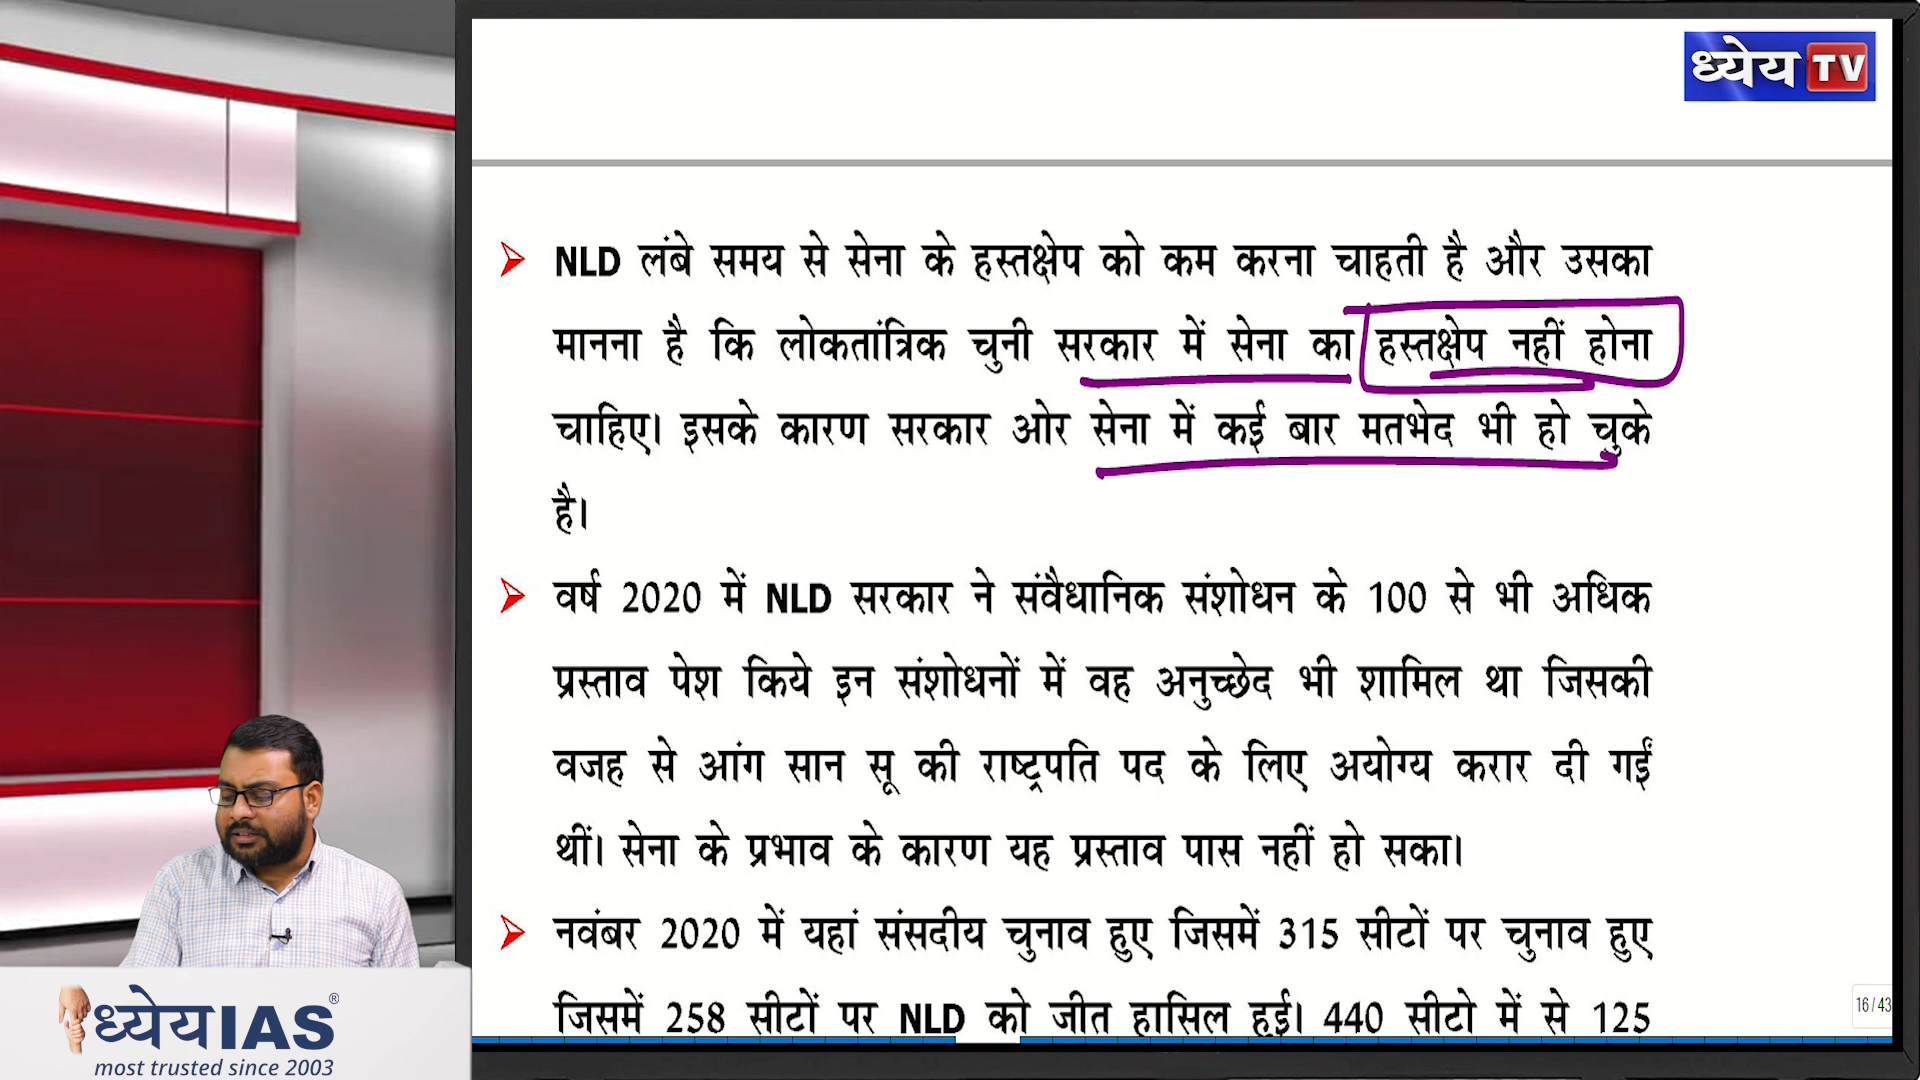 ध्येय TV
NLD लंबे समय से सेना के हस्तक्षेप को कम करना चाहती है और उसका
मानना है कि लोकतांत्रिक चुनी सरकार में सेना का हस्तक्षेप नहीं होना
चाहिए। इसके कारण सरकार ओर सेना में कई बार मतभेद भी हो चुके
है।
वर्ष 2020 में NLD सरकार ने संवैधानिक संशोधन के 100 से भी अधिक
प्रस्ताव पेश किये इन संशोधनों में वह अनुच्छेद भी शामिल था जिसकी
वजह से आंग सान सू की राष्ट्रपति पद के लिए अयोग्य करार दी गईं
थीं। सेना के प्रभाव के कारण यह प्रस्ताव पास नहीं हो सका।
नवंबर 2020 में यहां संसदीय चुनाव हुए जिसमें 315 सीटों पर चुनाव हुए
जिसमें 258 सीटों पर NLD को जीत हासिल हुई। 440 सीटो में से 125
16 / 43
ध्येय IAS®
most trusted since 2003